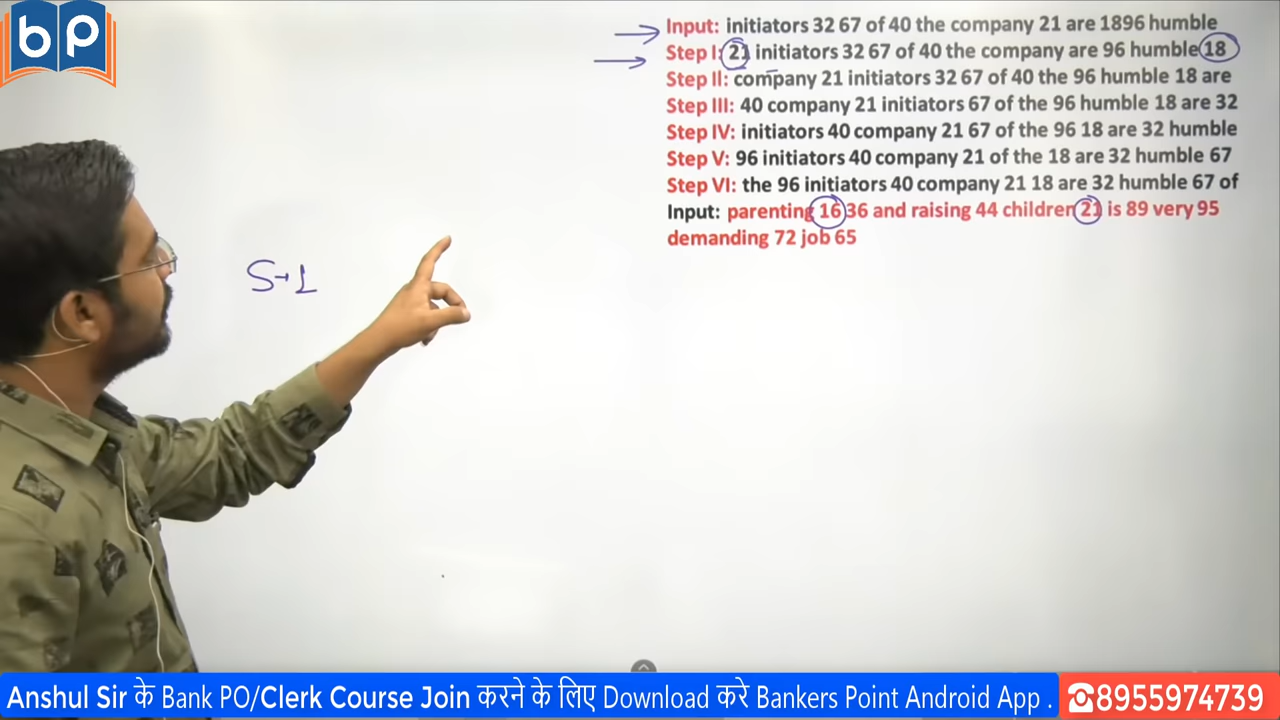 bp
Input: initiators 32 67 of 40 the company 21 are 1896 humble
Step I: 21 initiators 32 67 of 40 the company are 96 humble 18
Step II: company 21 initiators 32 67 of 40 the 96 humble 18 are
Step III: 40 company 21 initiators 67 of the 96 humble 18 are 32
Step IV: initiators 40 company 21 67 of the 96 18 are 32 humble
Step V: 96 initiators 40 company 21 of the 18 are 32 humble 67
Step VI: the 96 initiators 40 company 21 18 are 32 humble 67 of
Input: parenting 16 36 and raising 44 children 21 is 89 very 95
demanding 72 job 65
S→L
Anshul Sir के Bank PO/Clerk Course Join करने के लिए Download करे Bankers Point Android App .
☎8955974739